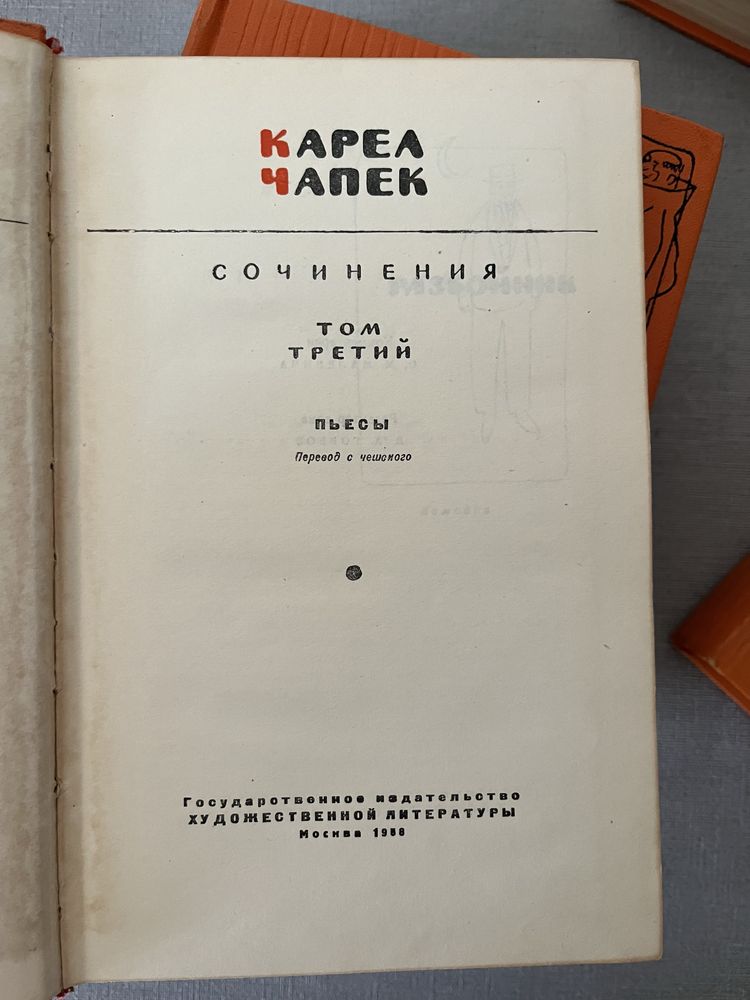 КАРЕЛ
ЧАПЕК
СОЧИНЕНИЯ
ТОМ
ТРЕТИЙ
ПЬЕСЫ
Перевод с чешского
Государственное издательство
ХУДОЖЕСТВЕННОЙ ЛИТЕРАТУРЫ
Москва 1958